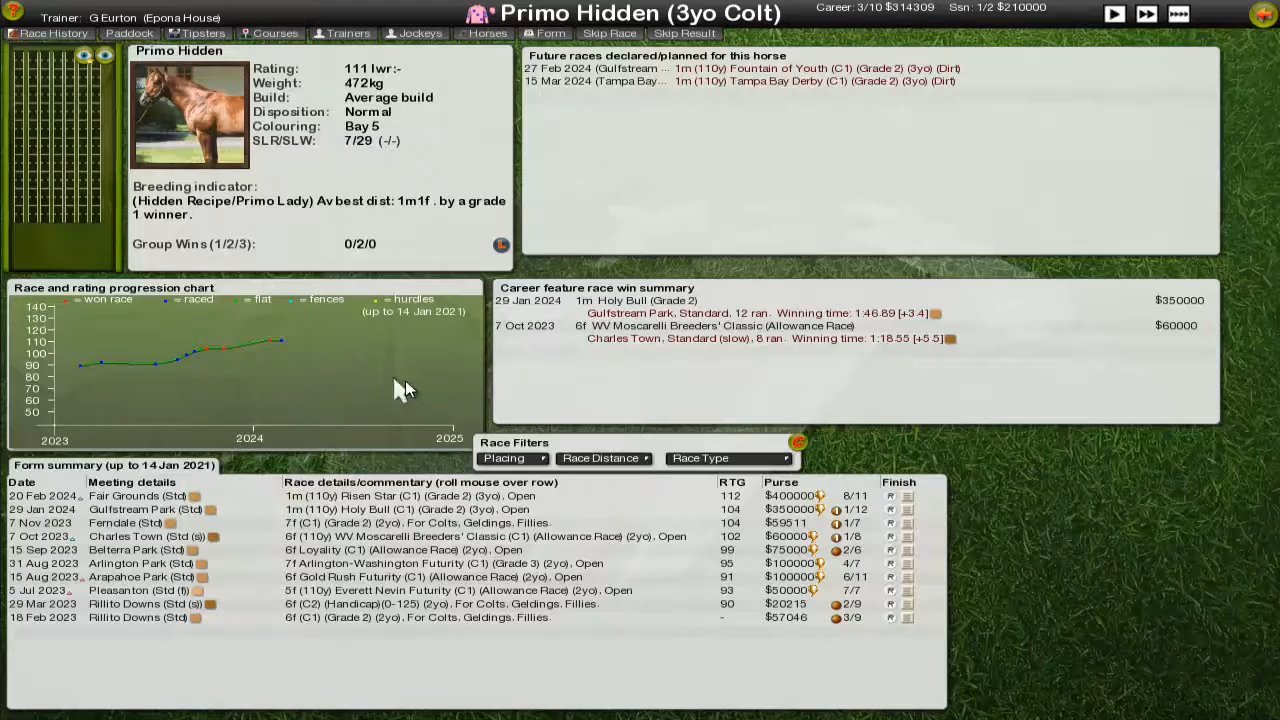 Trainer: G Eurton (Epona House)
Primo Hidden (3yo Colt)
Career: 3/10 $314309 Ssn: 1/2 $210000
Race History Paddock Tipsters Courses Trainers Jockeys Horses Form Skip Race Skip Result
Primo Hidden
Rating: 111 lwr:-
Weight: 472kg
Build: Average build
Disposition: Normal
Colouring: Bay 5
SLR/SLW: 7/29 (-/-)
Breeding indicator:
(Hidden Recipe/Primo Lady) Av best dist: 1m1f . by a grade
1 winner.
Group Wins (1/2/3): 0/2/0
L
Future races declared/planned for this horse
27 Feb 2024 (Gulfstream ... 1m (110y) Fountain of Youth (C1) (Grade 2) (3yo) (Dirt)
15 Mar 2024 (Tampa Bay... 1m (110y) Tampa Bay Derby (C1) (Grade 2) (3yo) (Dirt)
Race and rating progression chart
= won race = raced = flat = fences = hurdles
(up to 14 Jan 2021)
140
130
120
110
100
90
80
70
60
50
2023 2024 2025
Career feature race win summary
29 Jan 2024 1m Holy Bull (Grade 2) $350000
Gulfstream Park, Standard, 12 ran. Winning time: 1:46.89 [+3.4]
7 Oct 2023 6f WV Moscarelli Breeders' Classic (Allowance Race) $60000
Charles Town, Standard (slow), 8 ran. Winning time: 1:18.55 [+5.5]
Race Filters
Placing Race Distance Race Type
Form summary (up to 14 Jan 2021)
Date Meeting details Race details/commentary (roll mouse over row) RTG Purse Finish
20 Feb 2024 Fair Grounds (Std) 1m (110y) Risen Star (C1) (Grade 2) (3yo), Open 112 $400000 8/11 R
29 Jan 2024 Gulfstream Park (Std) 1m (110y) Holy Bull (C1) (Grade 2) (3yo), Open 104 $350000 1/12 R
7 Nov 2023 Ferndale (Std) 7f (C1) (Grade 2) (2yo), For Colts, Geldings, Fillies. 104 $59511 1/7 R
7 Oct 2023 Charles Town (Std (s)) 6f (110y) WV Moscarelli Breeders' Classic (C1) (Allowance Race) (2yo), Open 102 $60000 1/8 R
15 Sep 2023 Belterra Park (Std) 6f Loyality (C1) (Allowance Race) (2yo), Open 99 $75000 2/6 R
31 Aug 2023 Arlington Park (Std) 7f Arlington-Washington Futurity (C1) (Grade 3) (2yo), Open 95 $100000 4/7 R
15 Aug 2023 Arapahoe Park (Std) 6f Gold Rush Futurity (C1) (Allowance Race) (2yo), Open 91 $100000 6/11 R
5 Jul 2023 Pleasanton (Std (f)) 5f (110y) Everett Nevin Futurity (C1) (Allowance Race) (2yo), Open 93 $50000 7/7 R
29 Mar 2023 Rillito Downs (Std (s)) 6f (C2) (Handicap)(0-125) (2yo), For Colts, Geldings, Fillies. 90 $20215 2/9 R
18 Feb 2023 Rillito Downs (Std) 6f (C1) (Grade 2) (2yo), For Colts, Geldings, Fillies. - $57046 3/9 R